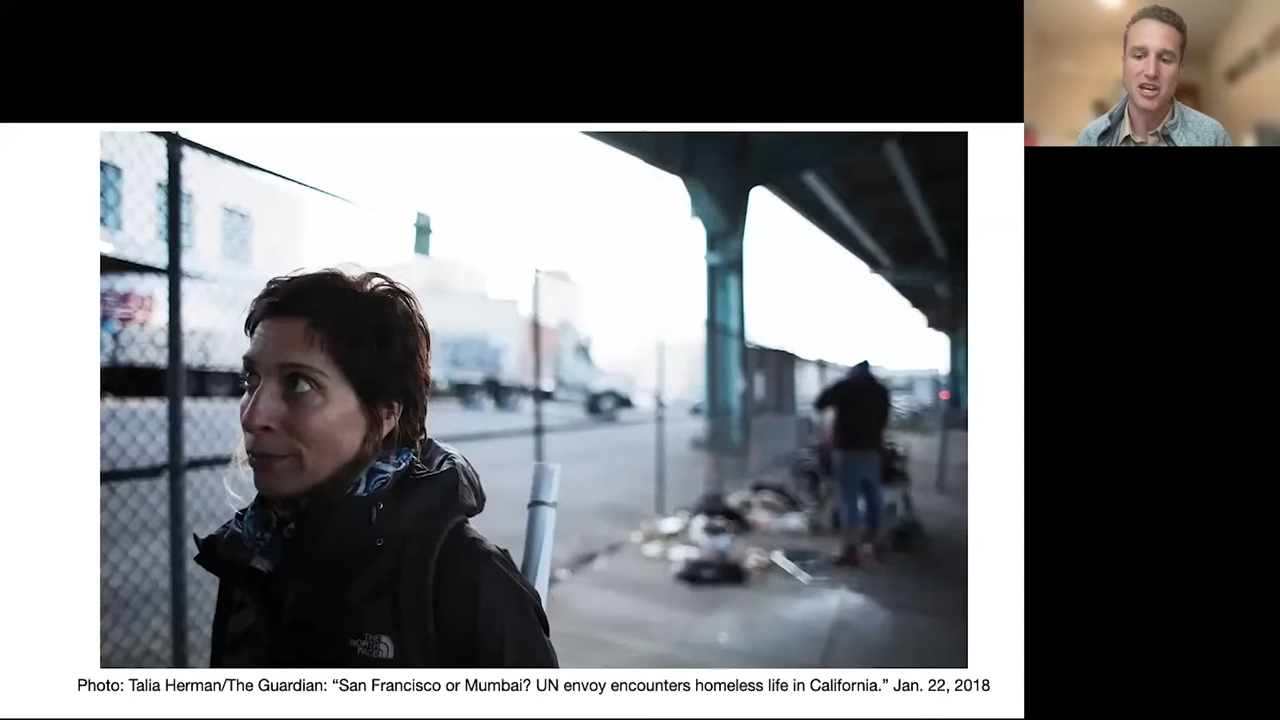 THE
NORTH
FACE
Photo: Talia Herman/The Guardian: “San Francisco or Mumbai? UN envoy encounters homeless life in California.” Jan. 22, 2018